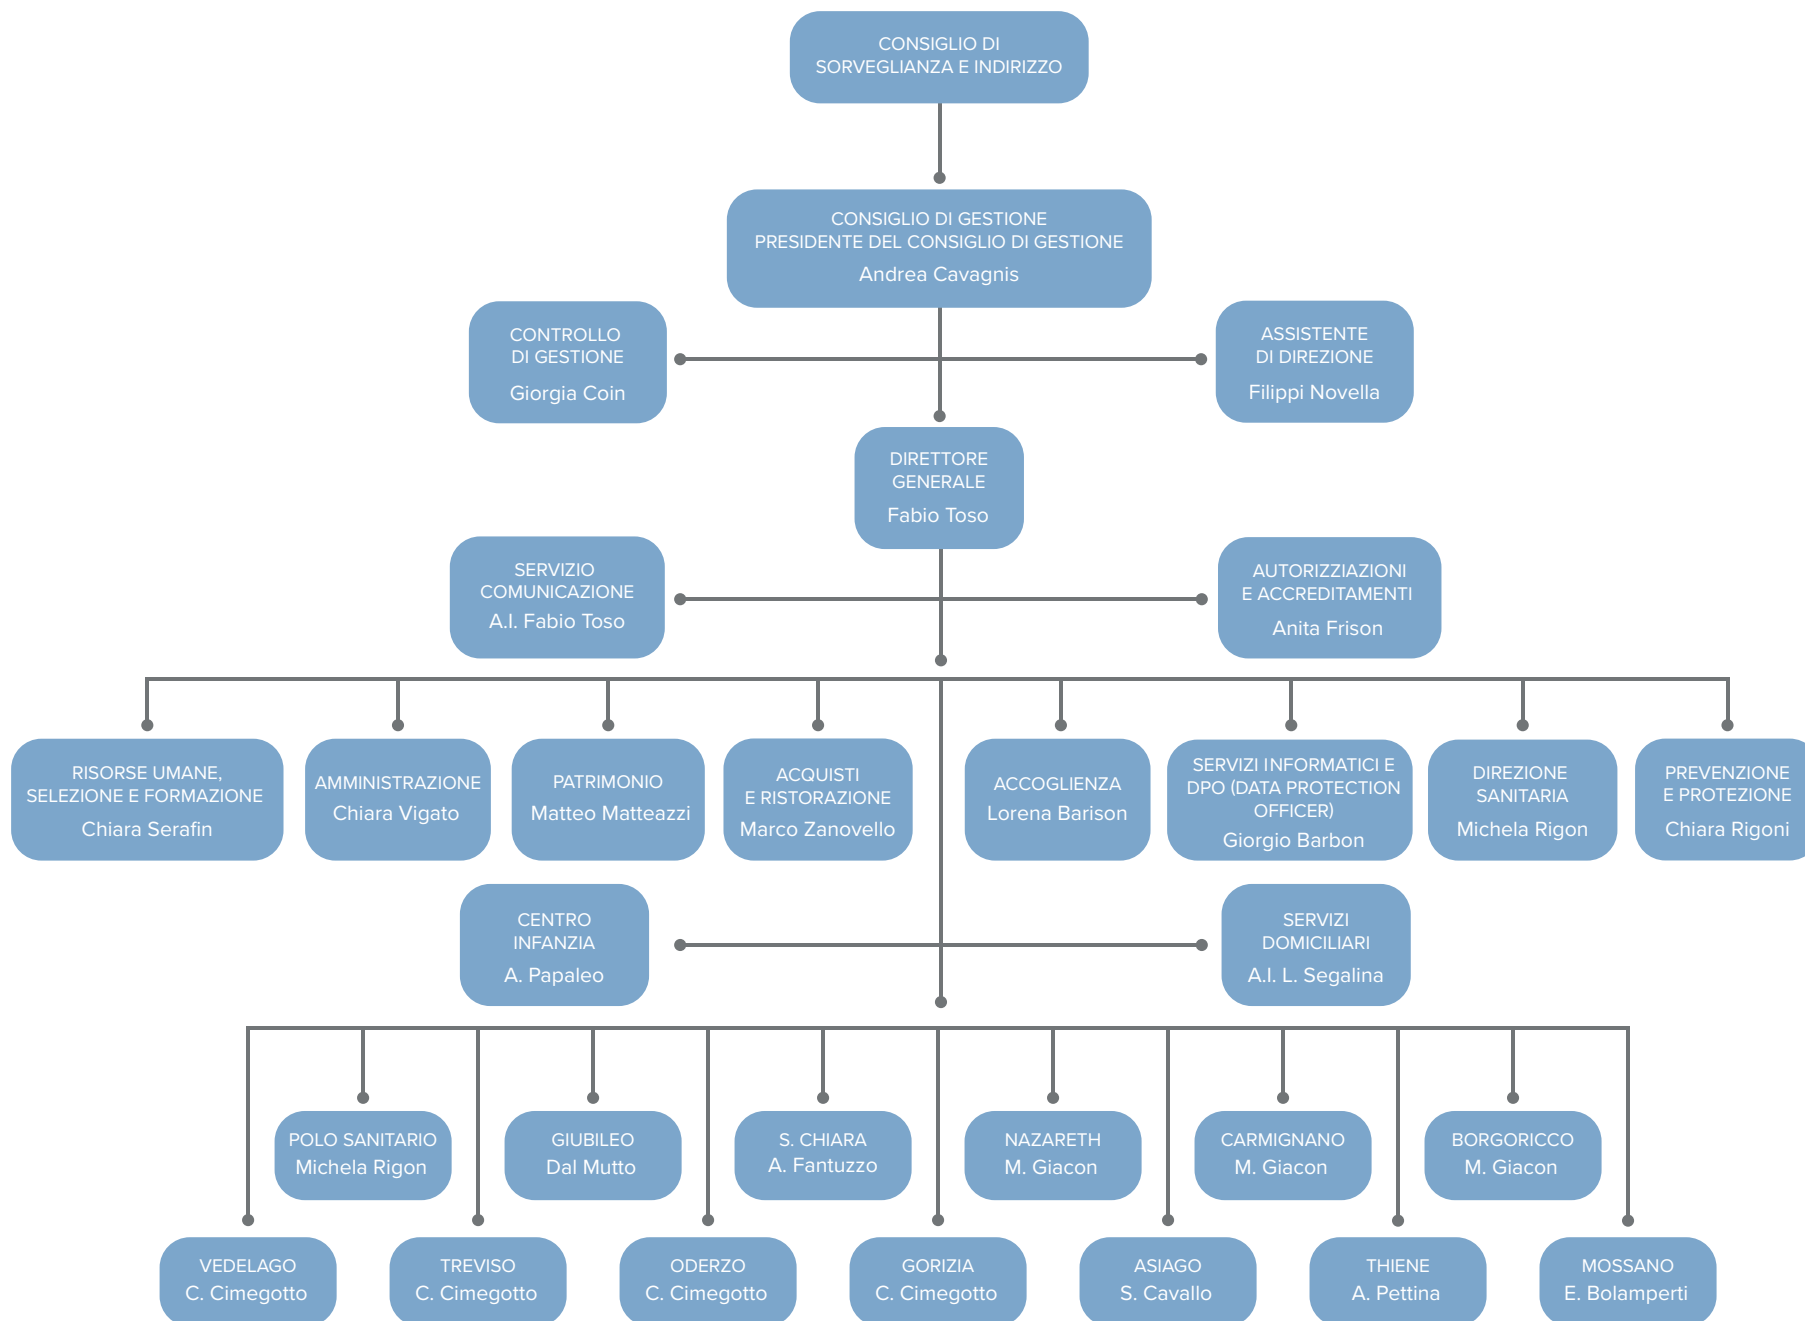 CONSIGLIO DI
SORVEGLIANZA E INDIRIZZO
CONSIGLIO DI GESTIONE
PRESIDENTE DEL CONSIGLIO DI GESTIONE
Andrea Cavagnis
CONTROLLO
DI GESTIONE
Giorgia Coin
ASSISTENTE
DI DIREZIONE
Filippi Novella
DIRETTORE
GENERALE
Fabio Toso
SERVIZIO
COMUNICAZIONE
A.I. Fabio Toso
AUTORIZZIAZIONI
E ACCREDITAMENTI
Anita Frison
RISORSE UMANE,
SELEZIONE E FORMAZIONE
Chiara Serafin
AMMINISTRAZIONE
Chiara Vigato
PATRIMONIO
Matteo Matteazzi
ACQUISTI
E RISTORAZIONE
Marco Zanovello
ACCOGLIENZA
Lorena Barison
SERVIZI INFORMATICI E
DPO (DATA PROTECTION
OFFICER)
Giorgio Barbon
DIREZIONE
SANITARIA
Michela Rigon
PREVENZIONE
E PROTEZIONE
Chiara Rigoni
CENTRO
INFANZIA
A. Papaleo
SERVIZI
DOMICILIARI
A.I. L. Segalina
POLO SANITARIO
Michela Rigon
GIUBILEO
Dal Mutto
S. CHIARA
A. Fantuzzo
NAZARETH
M. Giacon
CARMIGNANO
M. Giacon
BORGORICCO
M. Giacon
VEDELAGO
C. Cimegotto
TREVISO
C. Cimegotto
ODERZO
C. Cimegotto
GORIZIA
C. Cimegotto
ASIAGO
S. Cavallo
THIENE
A. Pettina
MOSSANO
E. Bolamperti